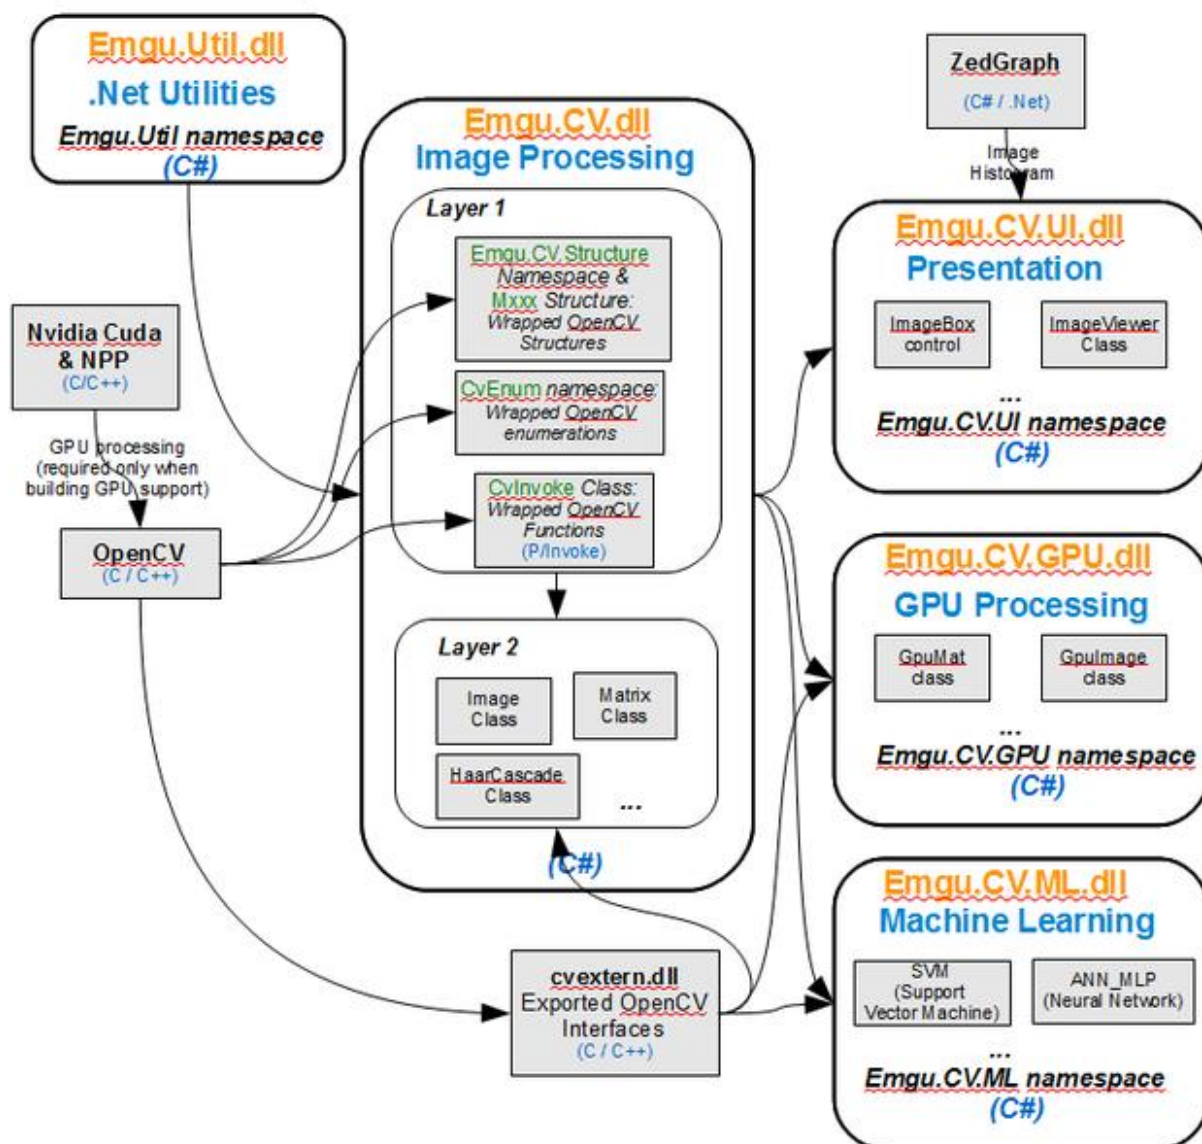 Emgu.Util.dll
.Net Utilities
Emgu.Util namespace
(C#)
Nvidia Cuda
& NPP
(C/C++)
GPU processing
(required only when
building GPU support)
OpenCV
(C / C++)
Emgu.CV.dll
Image Processing
Layer 1
Emgu.CV.Structure
Namespace &
Mxxx Structure:
Wrapped OpenCV
Structures
CvEnum namespace:
Wrapped OpenCV
enumerations
CvInvoke Class:
Wrapped OpenCV
Functions
(P/Invoke)
Layer 2
Image
Class
Matrix
Class
HaarCascade
Class
...
(C#)
cvextern.dll
Exported OpenCV
Interfaces
(C / C++)
ZedGraph
(C# / .Net)
Image
Histogram
Emgu.CV.UI.dll
Presentation
ImageBox
control
ImageViewer
Class
...
Emgu.CV.UI namespace
(C#)
Emgu.CV.GPU.dll
GPU Processing
GpuMat
class
GpuImage
class
...
Emgu.CV.GPU namespace
(C#)
Emgu.CV.ML.dll
Machine Learning
SVM
(Support
Vector Machine)
ANN_MLP
(Neural Network)
...
Emgu.CV.ML namespace
(C#)